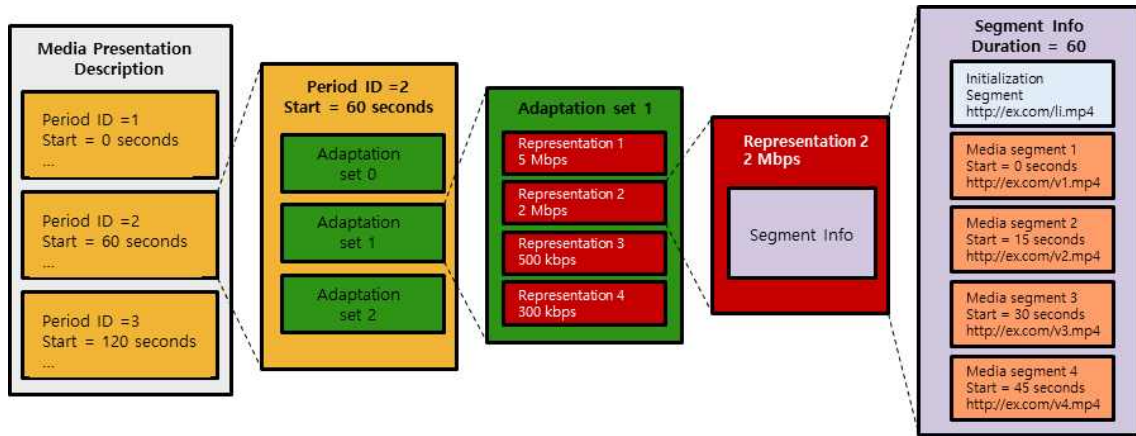 Media Presentation
Description
Period ID =1
Start = 0 seconds
...
Period ID =2
Start = 60 seconds
...
Period ID =3
Start = 120 seconds
...
Period ID =2
Start = 60 seconds
Adaptation
set 0
Adaptation
set 1
Adaptation
set 2
Adaptation set 1
Representation 1
5 Mbps
Representation 2
2 Mbps
Representation 3
500 kbps
Representation 4
300 kbps
Representation 2
2 Mbps
Segment Info
Segment Info
Duration = 60
Initialization
Segment
http://ex.com/li.mp4
Media segment 1
Start = 0 seconds
http://ex.com/v1.mp4
Media segment 2
Start = 15 seconds
http://ex.com/v2.mp4
Media segment 3
Start = 30 seconds
http://ex.com/v3.mp4
Media segment 4
Start = 45 seconds
http://ex.com/v4.mp4